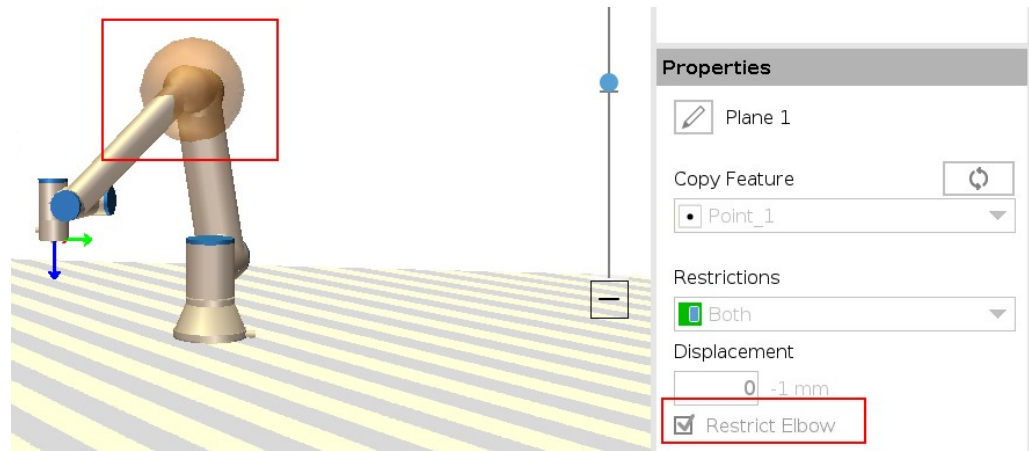 Properties
Plane 1
Copy Feature
Point_1
Restrictions
Both
Displacement
0 -1 mm
Restrict Elbow